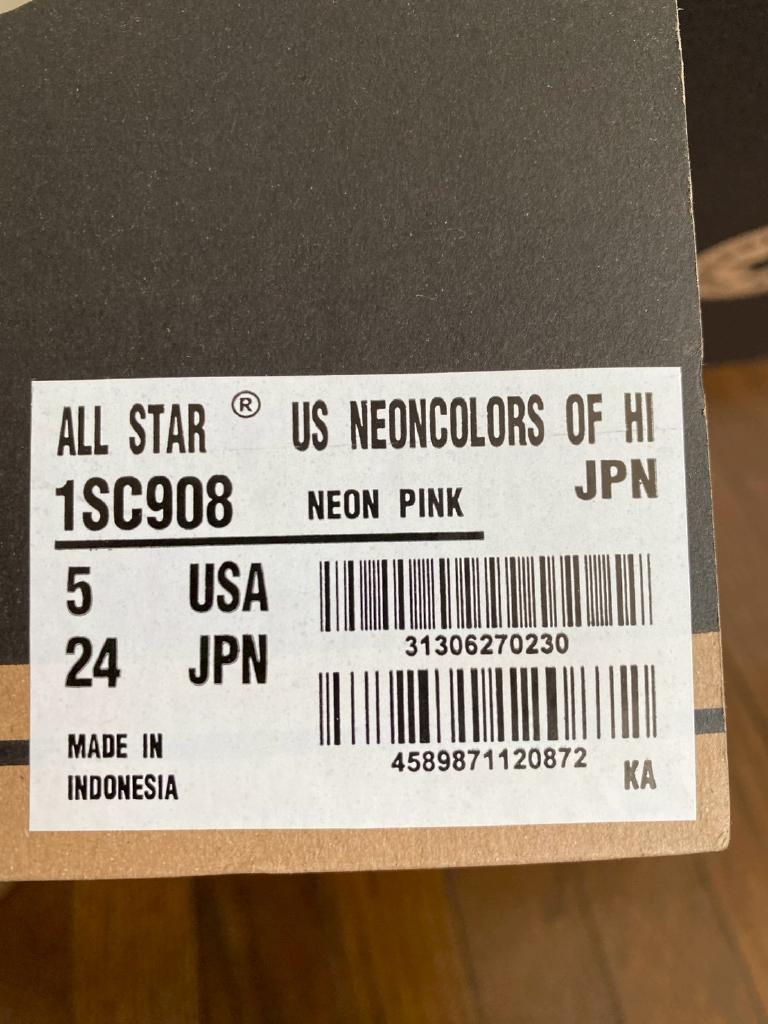 ALL STAR ® US NEONCOLORS OF HI
1SC908 NEON PINK JPN
5 USA
24 JPN
31306270230
4589871120872
MADE IN
INDONESIA
KA